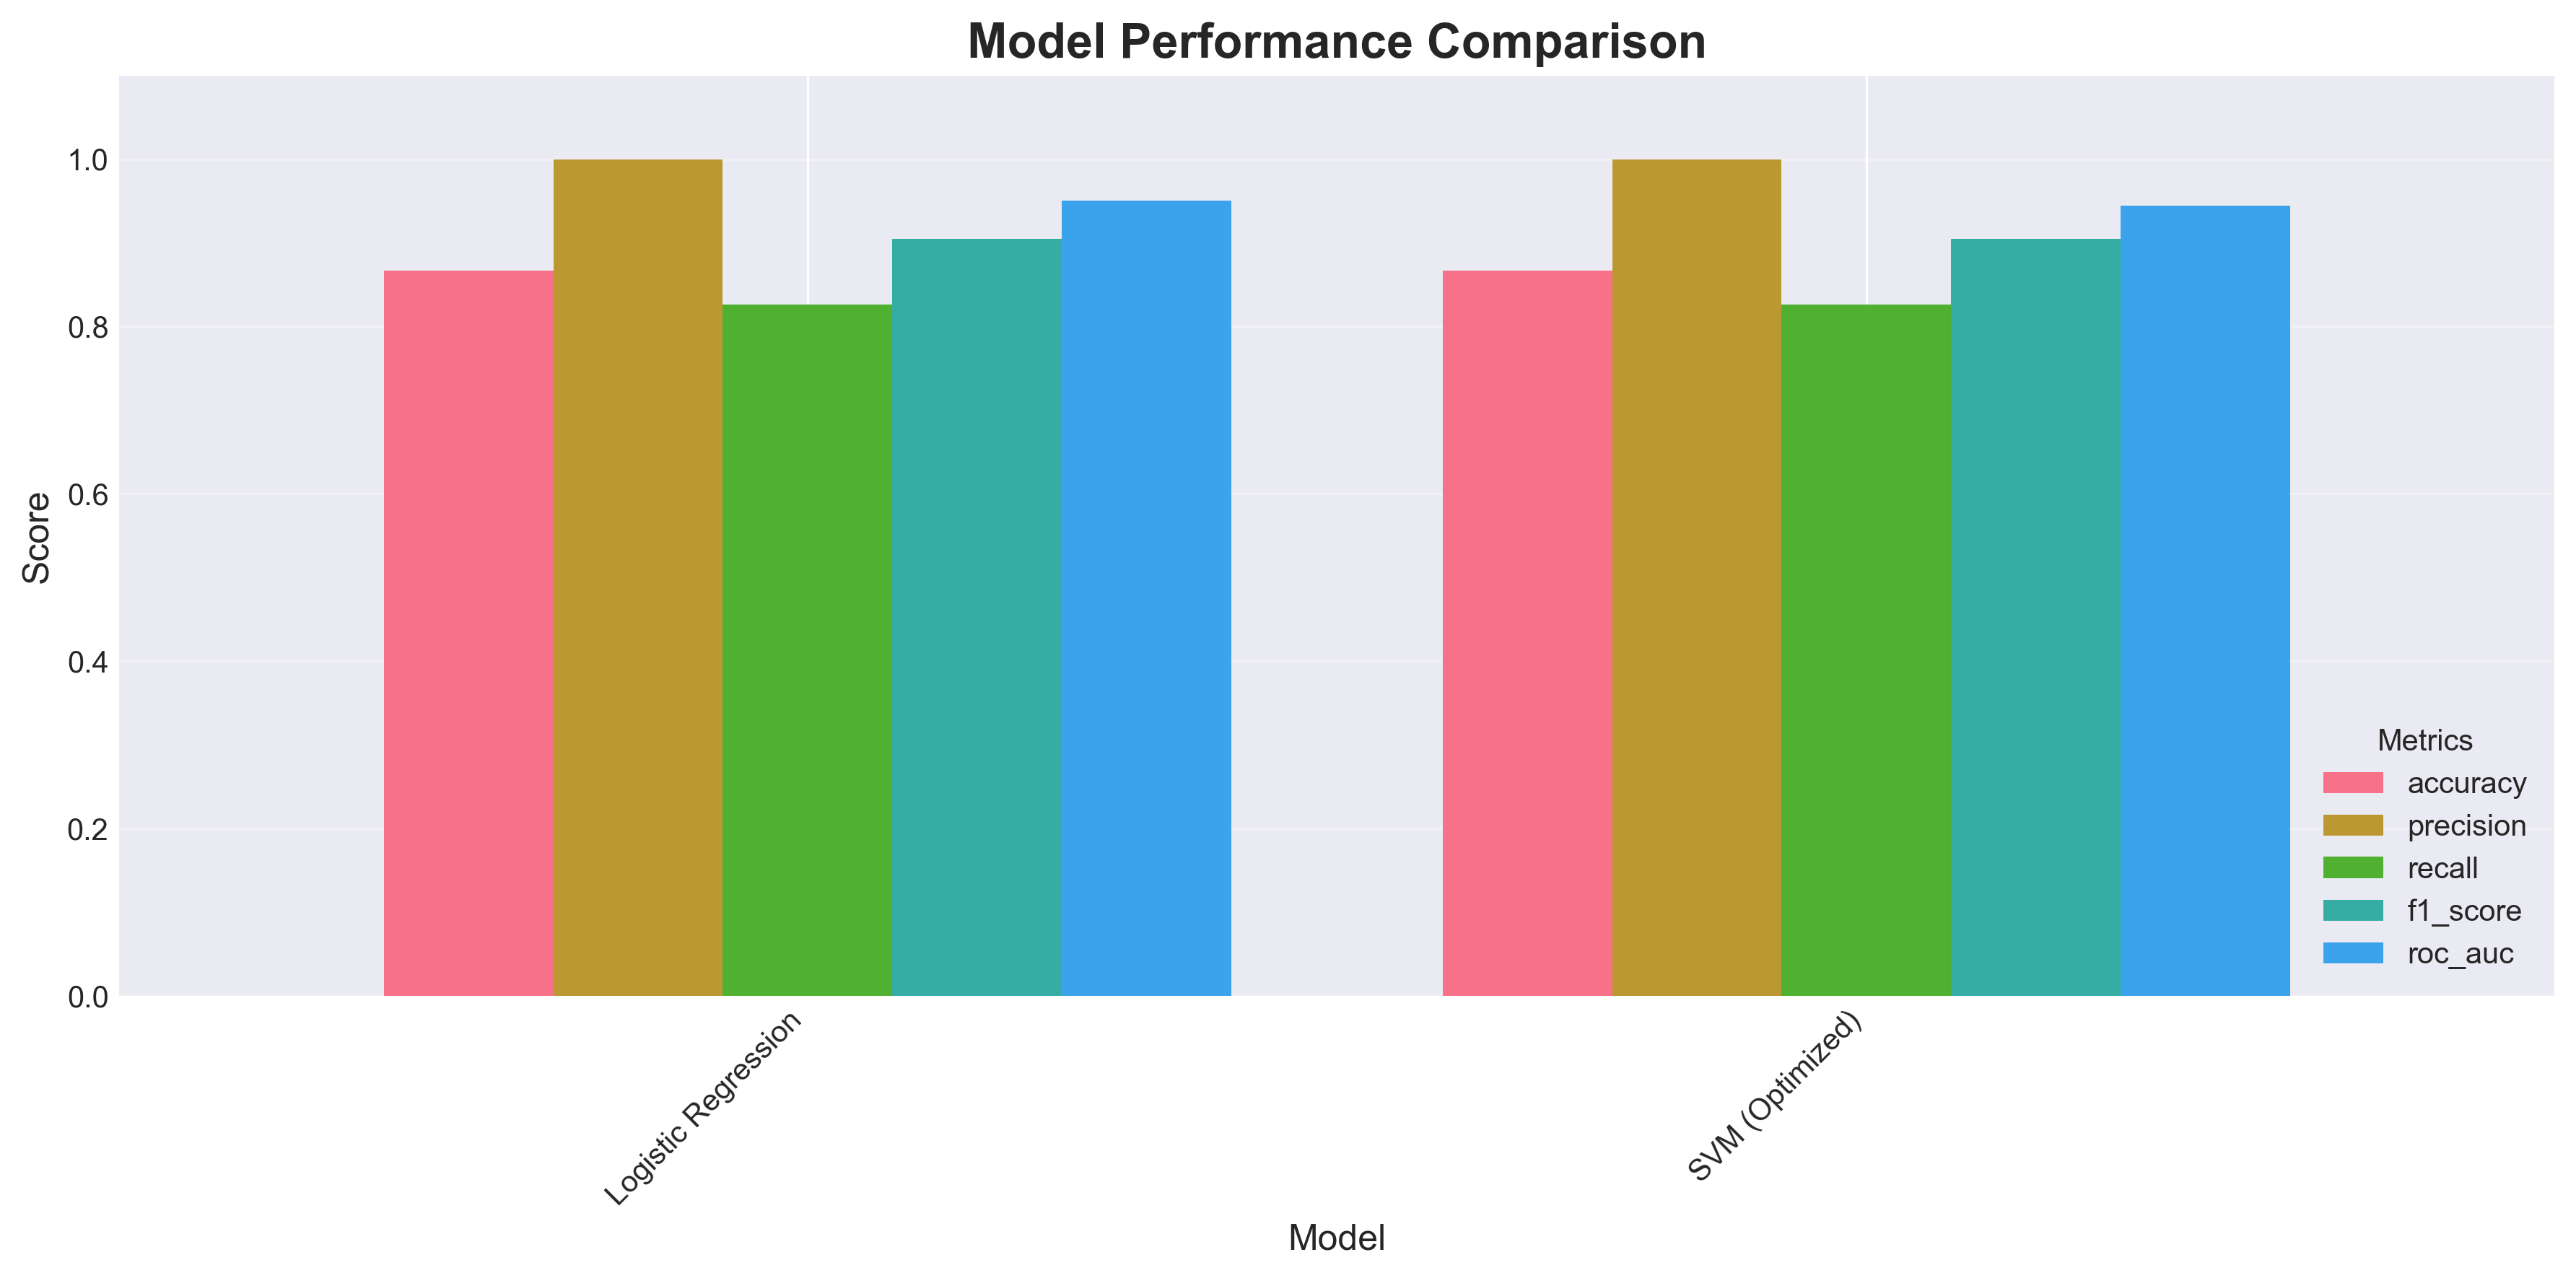 Model Performance Comparison
Score
1.0
0.8
0.6
0.4
0.2
0.0
Metrics
accuracy
precision
recall
f1_score
roc_auc
Logistic Regression
SVM (Optimized)
Model